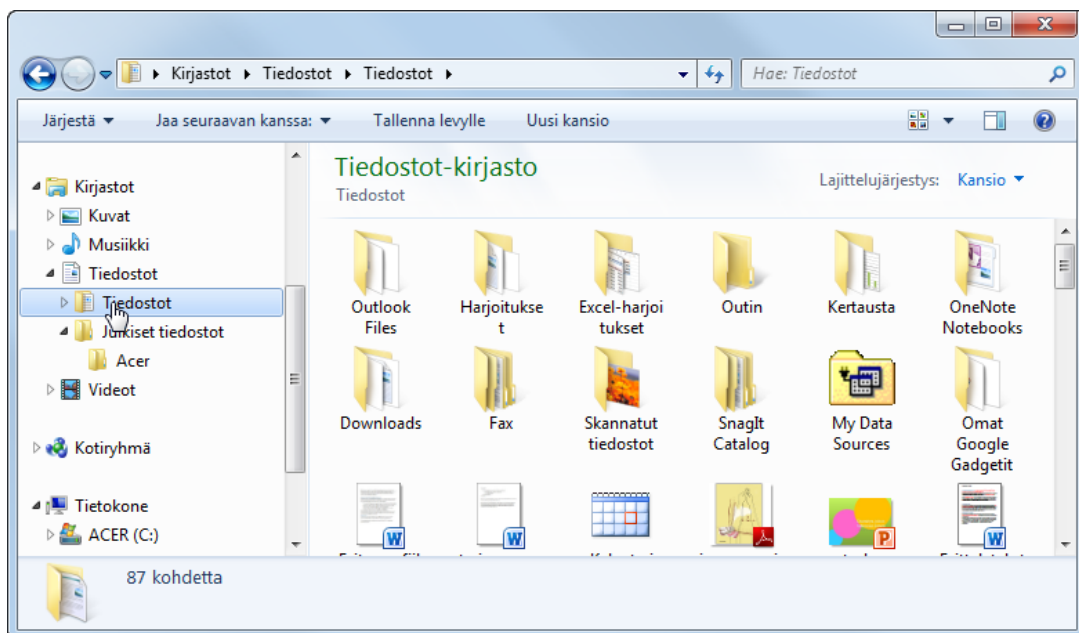 Kirjastot Tiedostot Tiedostot
Hae: Tiedostot
Järjestä Jaa seuraavan kanssa: Tallenna levylle Uusi kansio
Kirjastot
Kuvat
Musiikki
Tiedostot
Tiedostot
Julkiset tiedostot
Acer
Videot
Kotiryhmä
Tietokone
ACER (C:)
Tiedostot-kirjasto
Tiedostot
Lajittelujärjestys: Kansio
Outlook
Files
Harjoitukse
t
Excel-harjoi
tukset
Outin
Kertausta
OneNote
Notebooks
Downloads
Fax
Skannatut
tiedostot
SnagIt
Catalog
My Data
Sources
Omat
Google
Gadgetit
87 kohdetta